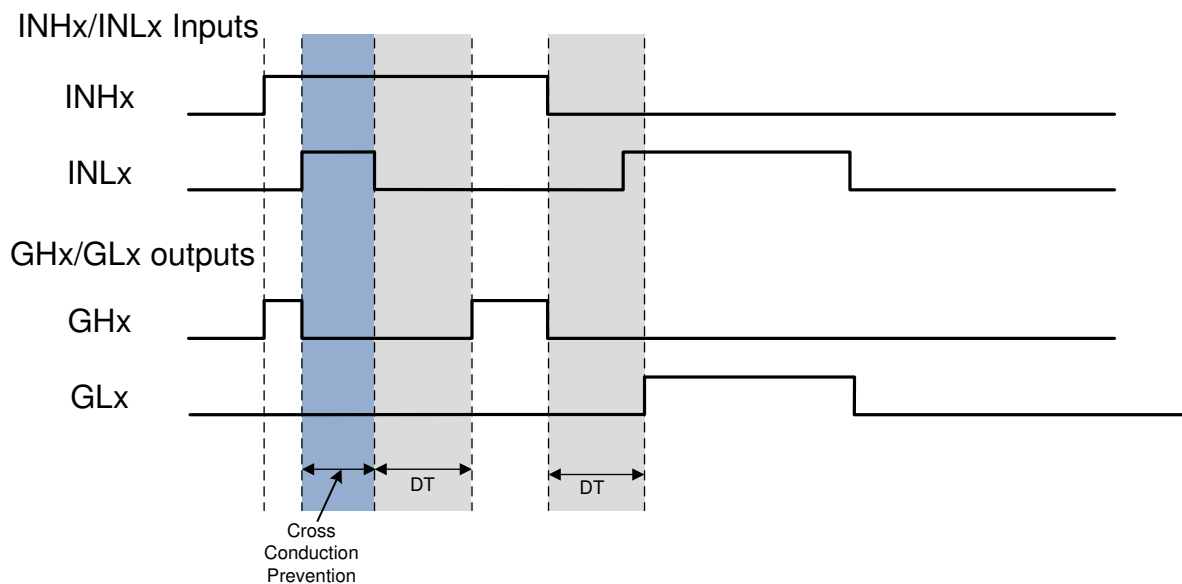 INHx/INLx Inputs
INHx
INLx
GHx/GLx outputs
GHx
GLx
DT
DT
Cross
Conduction
Prevention